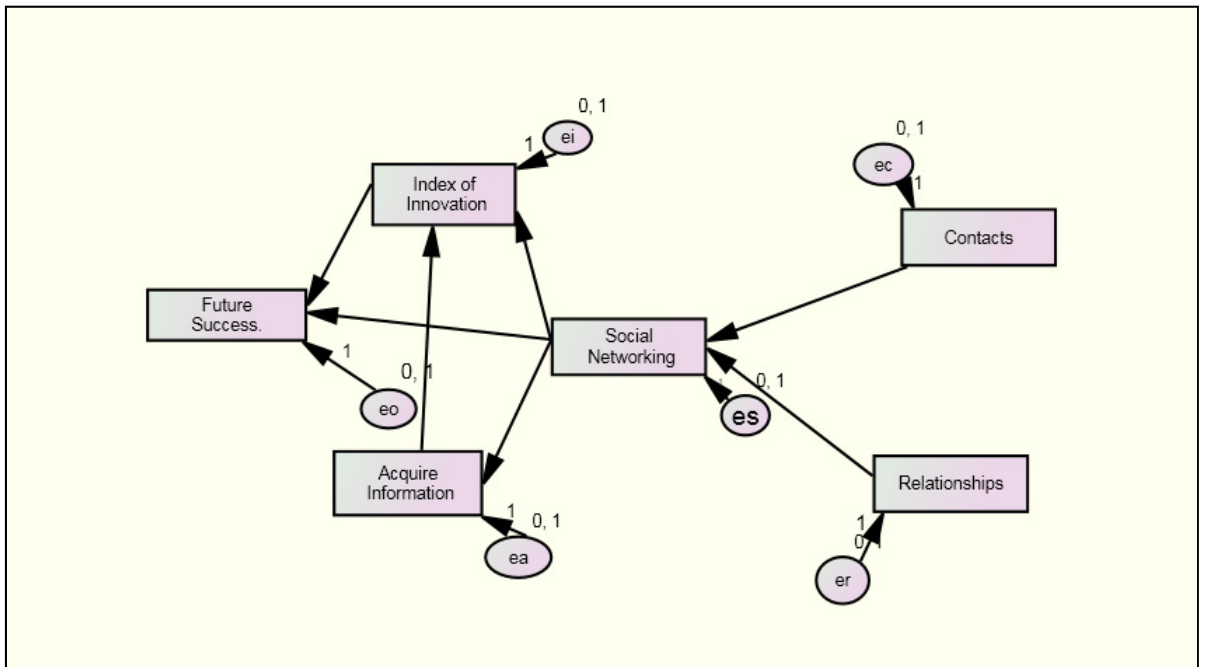 0, 1
ei
1
0, 1
ec
1
Index of
Innovation
Contacts
Future
Success.
1
0, 1
eo
Social
Networking
0, 1
es
Acquire
Information
1
0, 1
ea
Relationships
1
0, 1
er